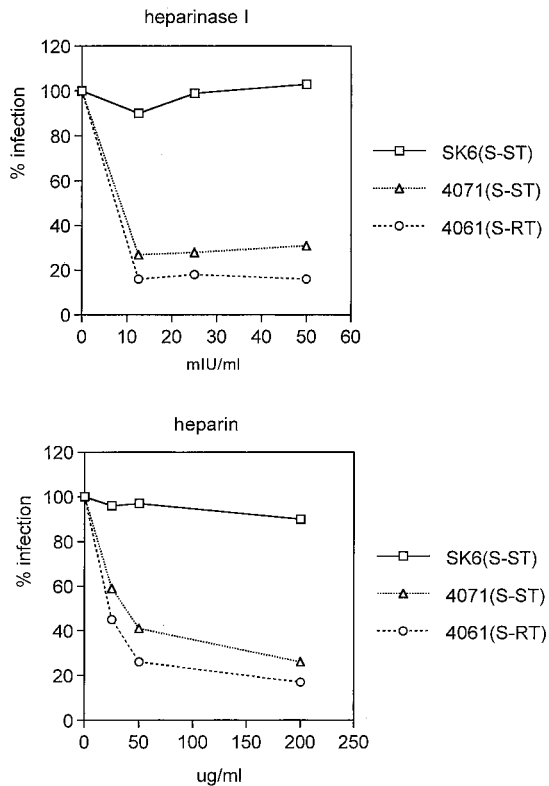 heparinase I
120
100
80
60
40
20
0
% infection
0 10 20 30 40 50 60
mIU/ml
SK6(S-ST)
4071(S-ST)
4061(S-RT)
heparin
120
100
80
60
40
20
0
% infection
0 50 100 150 200 250
ug/ml
SK6(S-ST)
4071(S-ST)
4061(S-RT)